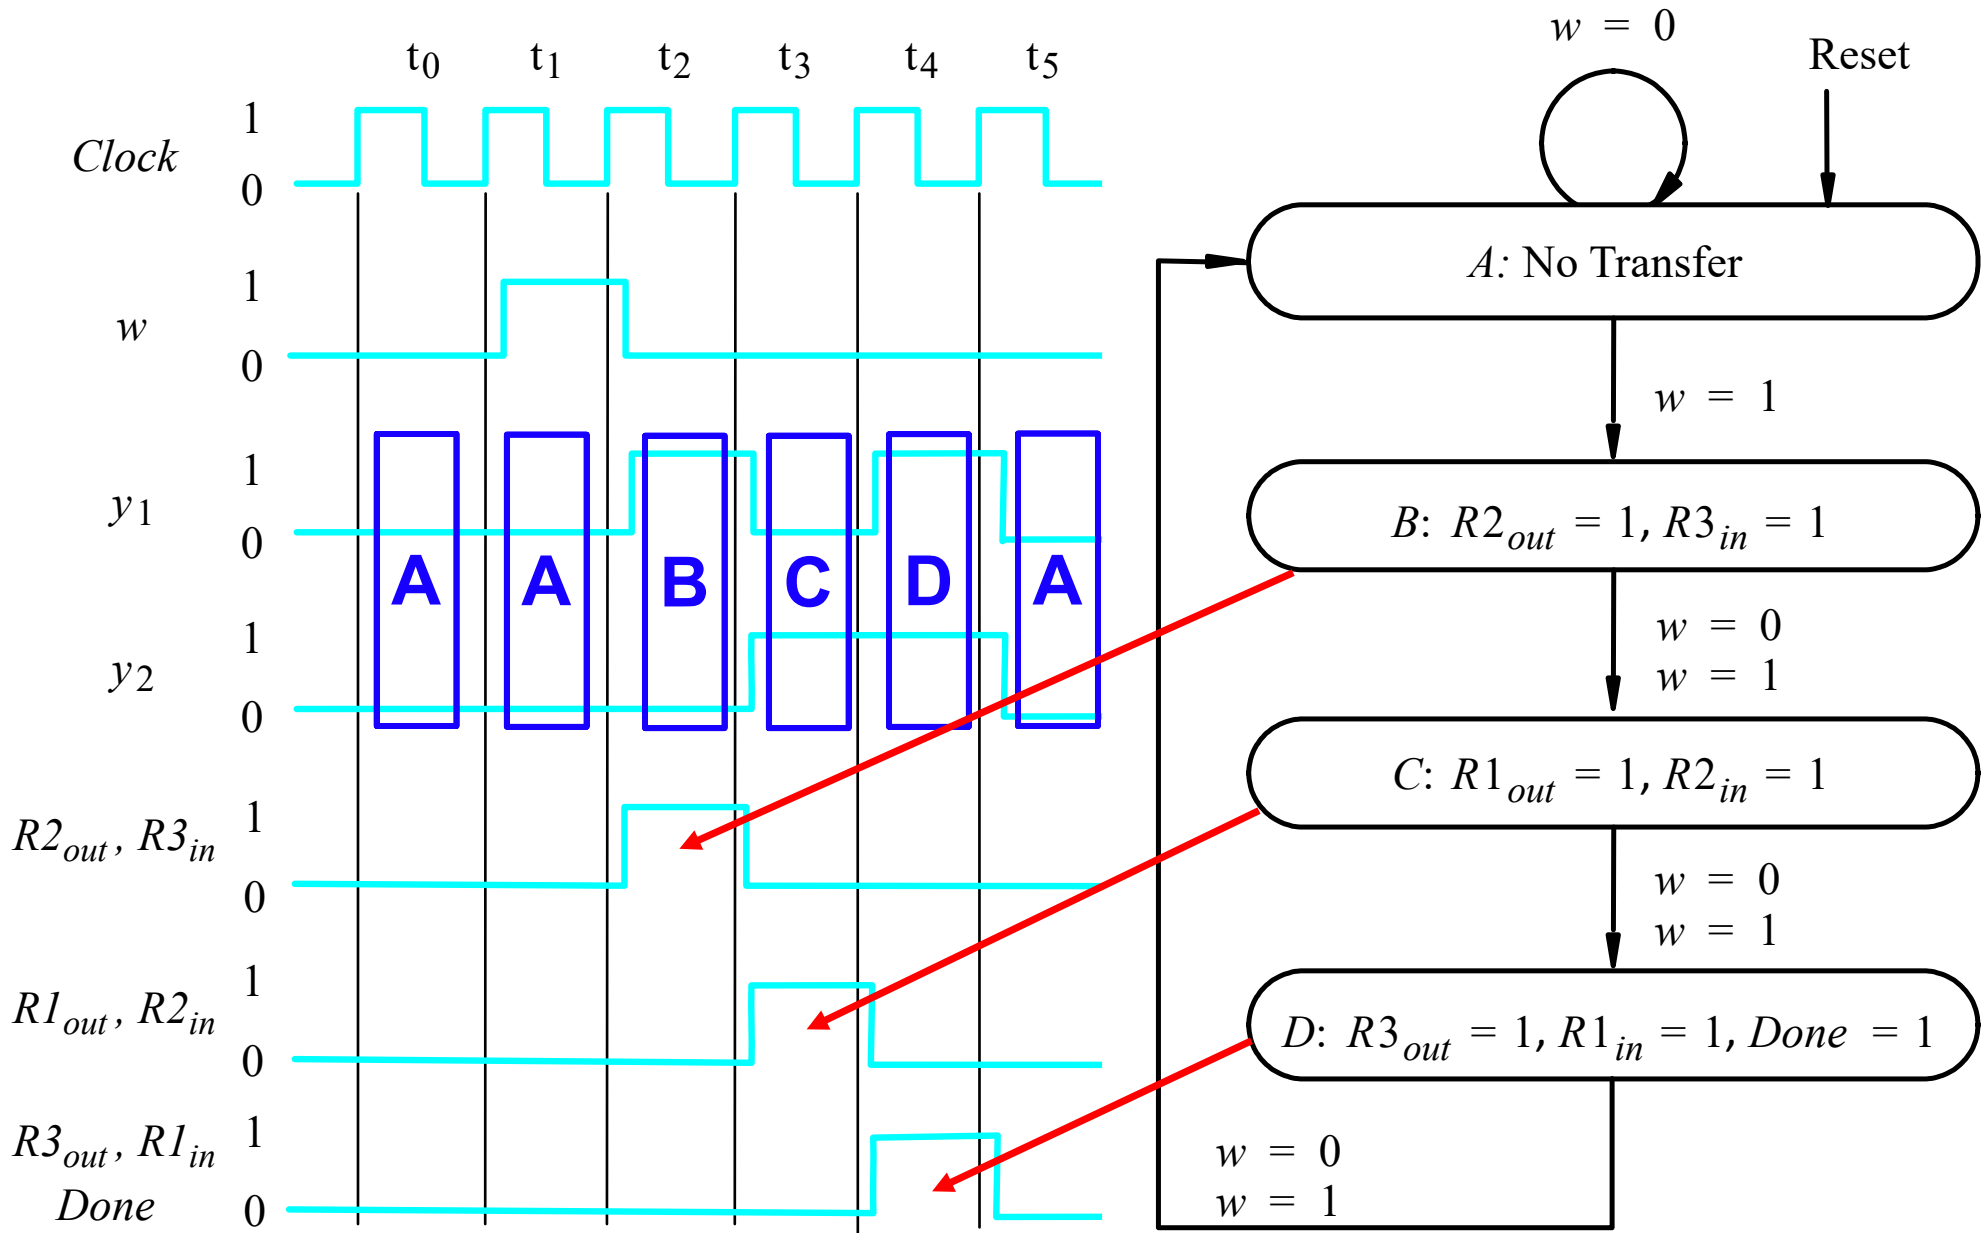 t0 t1 t2 t3 t4 t5
Clock 1
0
w 1
0
y1 1
0
A A B C D A
y2 1
0
R2out, R3in 1
0
R1out, R2in 1
0
R3out, R1in 1
Done 0
w = 0
Reset
A: No Transfer
w = 1
B: R2out = 1, R3in = 1
w = 0
w = 1
C: R1out = 1, R2in = 1
w = 0
w = 1
D: R3out = 1, R1in = 1, Done = 1
w = 0
w = 1